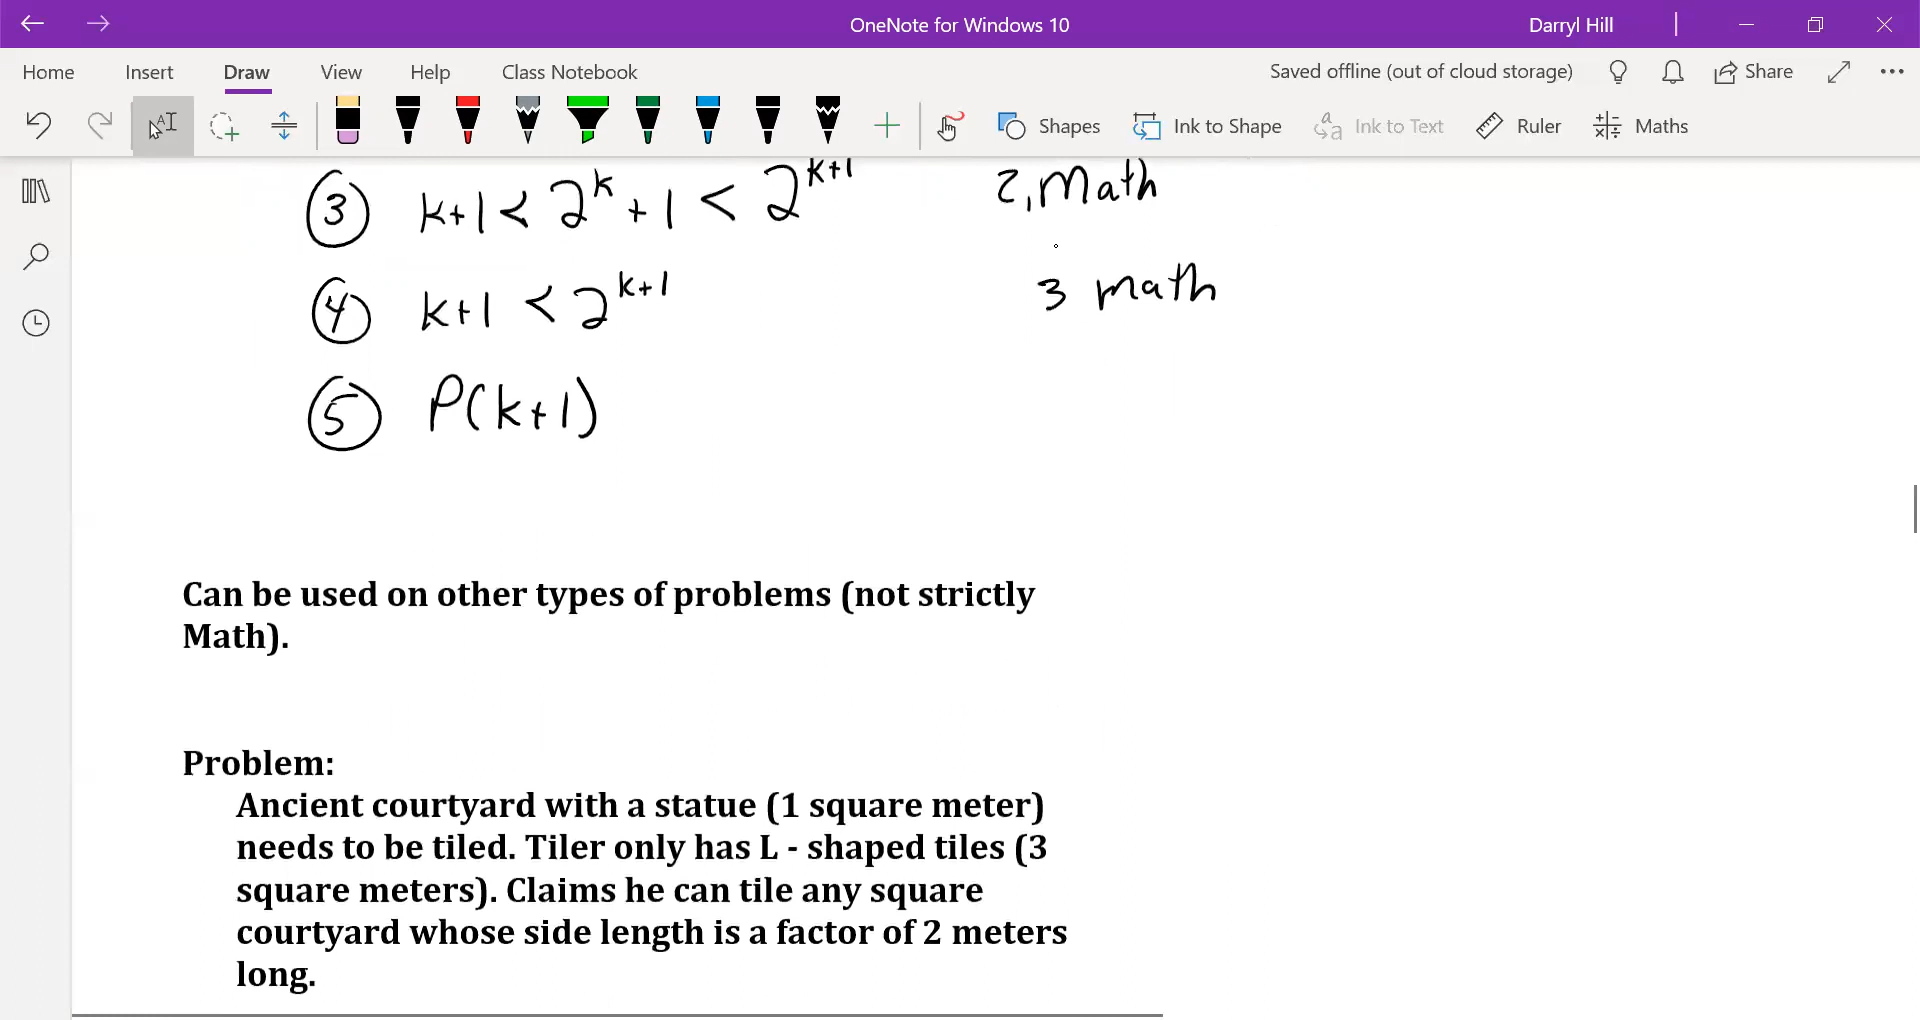 OneNote for Windows 10
Darryl Hill
Home Insert Draw View Help Class Notebook
Saved offline (out of cloud storage) Share
Shapes Ink to Shape Ink to Text Ruler Maths
③ k+1 < 2^k + 1 < 2^{k+1} 2, Math
④ k+1 < 2^{k+1} 3 math
⑤ P(k+1)
Can be used on other types of problems (not strictly
Math).
Problem:
Ancient courtyard with a statue (1 square meter)
needs to be tiled. Tiler only has L - shaped tiles (3
square meters). Claims he can tile any square
courtyard whose side length is a factor of 2 meters
long.